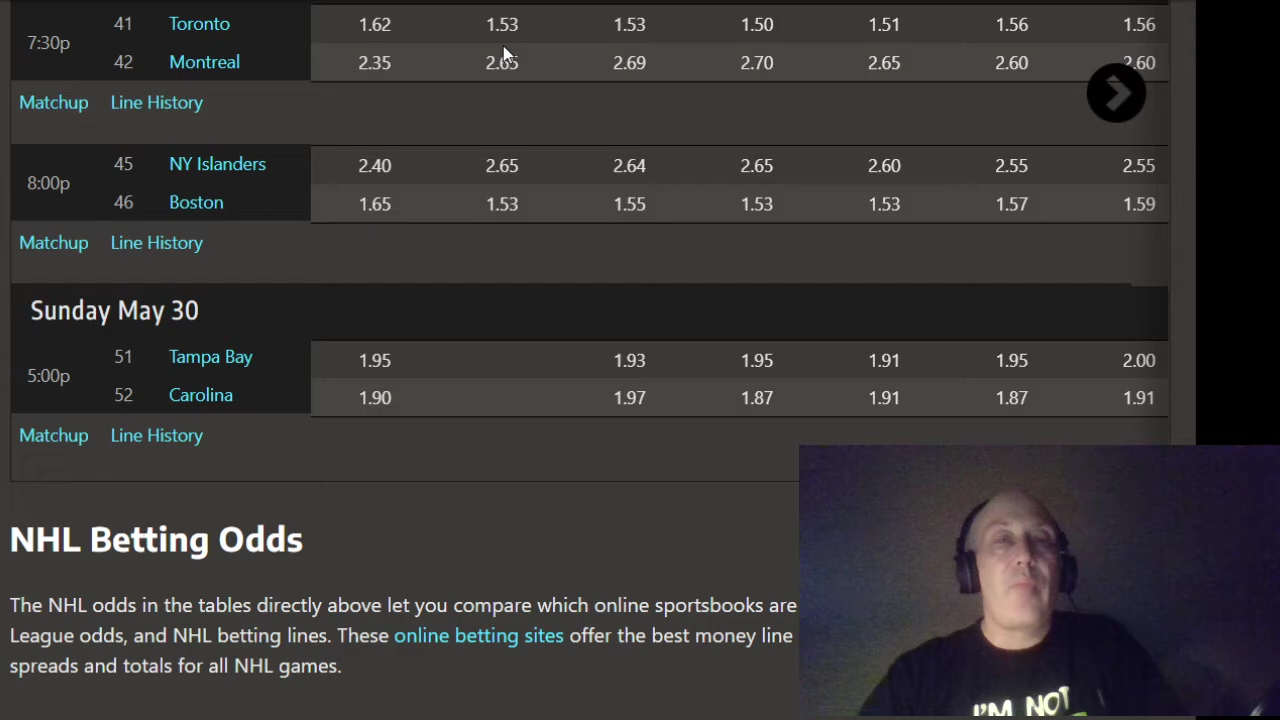 7:30p 41 Toronto 1.62 1.53 1.53 1.50 1.51 1.56 1.56
42 Montreal 2.35 2.65 2.69 2.70 2.65 2.60 2.60
Matchup Line History
8:00p 45 NY Islanders 2.40 2.65 2.64 2.65 2.60 2.55 2.55
46 Boston 1.65 1.53 1.55 1.53 1.53 1.57 1.59
Matchup Line History
Sunday May 30
5:00p 51 Tampa Bay 1.95 1.93 1.95 1.91 1.95 2.00
52 Carolina 1.90 1.97 1.87 1.91 1.87 1.91
Matchup Line History
NHL Betting Odds
The NHL odds in the tables directly above let you compare which online sportsbooks are
League odds, and NHL betting lines. These online betting sites offer the best money line
spreads and totals for all NHL games.
I'M NOT